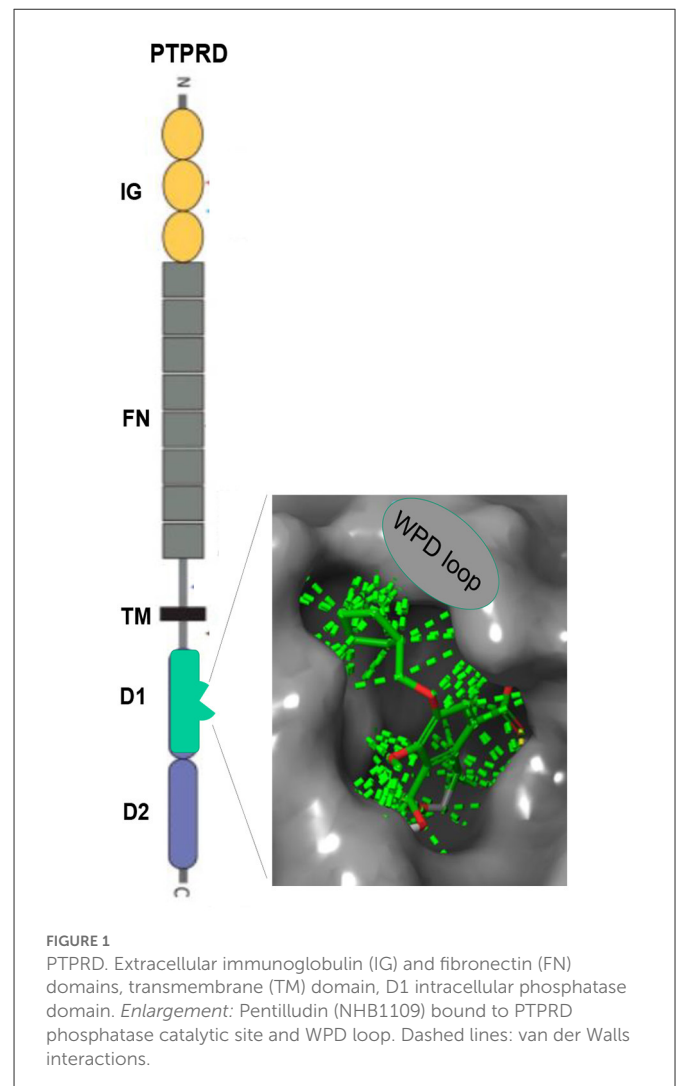 PTPRD
N
IG
FN
TM
D1
D2
C
WPD loop
FIGURE 1
PTPRD. Extracellular immunoglobulin (IG) and fibronectin (FN)
domains, transmembrane (TM) domain, D1 intracellular phosphatase
domain. Enlargement: Pentilludin (NHB1109) bound to PTPRD
phosphatase catalytic site and WPD loop. Dashed lines: van der Walls
interactions.